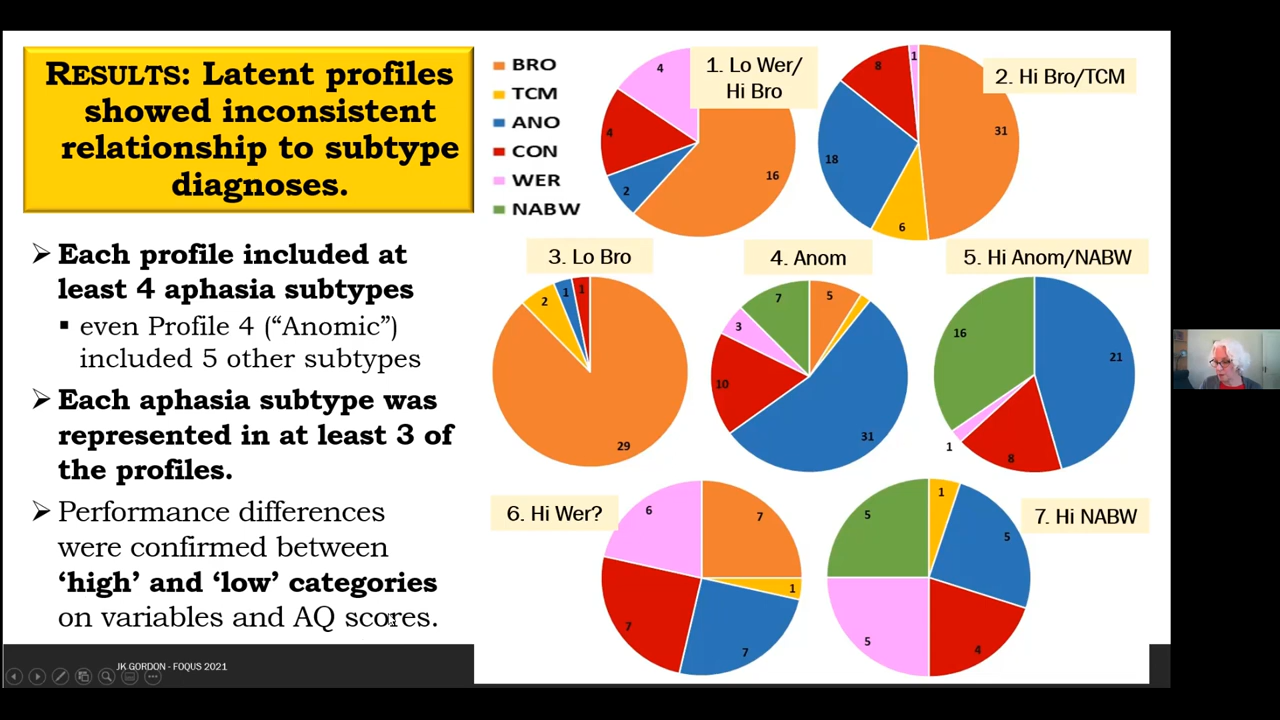 RESULTS: Latent profiles
showed inconsistent
relationship to subtype
diagnoses.
➢ Each profile included at
least 4 aphasia subtypes
▪ even Profile 4 (“Anomic”)
included 5 other subtypes
➢ Each aphasia subtype was
represented in at least 3 of
the profiles.
➢ Performance differences
were confirmed between
‘high’ and ‘low’ categories
on variables and AQ scores.
JK GORDON - FOQUS 2021
BRO
TCM
ANO
CON
WER
NABW
1. Lo Wer/
Hi Bro
4
4
2
16
2. Hi Bro/TCM
1
8
31
18
6
3. Lo Bro
2
1
1
29
4. Anom
7
5
3
10
31
5. Hi Anom/NABW
16
21
1
8
6. Hi Wer?
6
7
1
7
7
7. Hi NABW
1
5
5
5
4